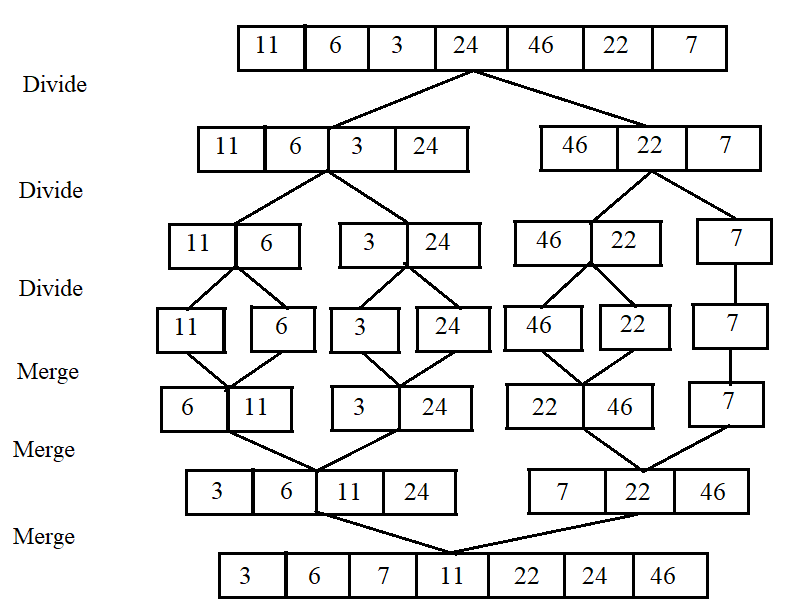 11 6 3 24 46 22 7
Divide
11 6 3 24 46 22 7
Divide
11 6 3 24 46 22 7
Divide
11 6 3 24 46 22 7
Merge
6 11 3 24 22 46 7
Merge
3 6 11 24 7 22 46
Merge
3 6 7 11 22 24 46